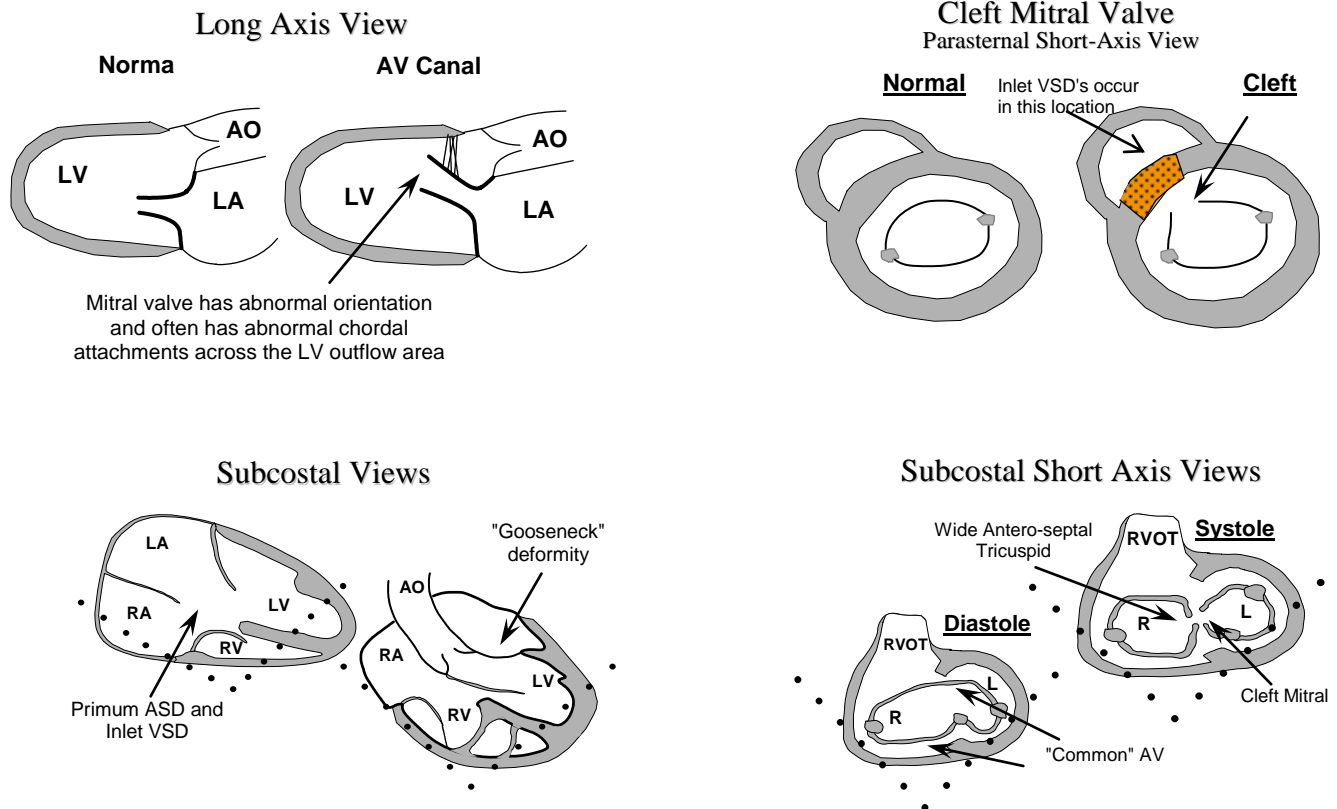 Long Axis View
Norma
AV Canal
AO
LV
LA
AO
LV
LA
Mitral valve has abnormal orientation
and often has abnormal chordal
attachments across the LV outflow area
Cleft Mitral Valve
Parasternal Short-Axis View
Normal
Inlet VSD's occur
in this location
Cleft
Subcostal Views
LA
RA
LV
RV
Primum ASD and
Inlet VSD
"Gooseneck"
deformity
AO
RA
LV
RV
Subcostal Short Axis Views
Wide Antero-septal
Tricuspid
RVOT
Systole
R
L
Cleft Mitral
Diastole
RVOT
L
R
"Common" AV